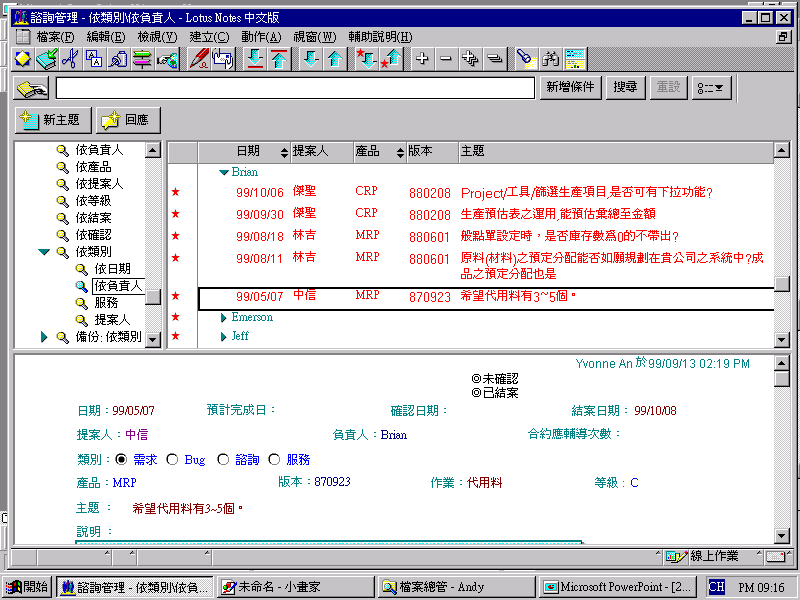 諮詢管理 - 依類別\依負責人 - Lotus Notes 中文版
檔案(F) 編輯(E) 檢視(V) 建立(C) 動作(A) 視窗(W) 輔助說明(H)
新增條件 搜尋 重設
新主題 回應
依負責人
依產品
依提案人
依等級
依結案
依確認
依類別
依日期
依負責人
服務
提案人
備份: 依類別
日期 提案人 產品 版本 主題
Brian
99/10/06 傑聖 CRP 880208 Project/工具/篩選生產項目,是否可有下拉功能?
99/09/30 傑聖 CRP 880208 生產預估表之運用,能預估彙總至金額
99/08/18 林吉 MRP 880601 般點單設定時，是否庫存數為0的不帶出?
99/08/11 林吉 MRP 880601 原料(材料)之預定分配能否如願規劃在貴公司之系統中?成
品之預定分配也是
99/05/07 中信 MRP 870923 希望代用料有3~5個。
Emerson
Jeff
Yvonne An 於99/09/13 02:19 PM
◎未確認
◎已結案
日期：99/05/07 預計完成日： 確認日期： 結案日期：99/10/08
提案人：中信 負責人：Brian 合約應輔導次數：
類別： 需求 Bug 諮詢 服務
產品：MRP 版本：870923 作業：代用料 等級： C
主題 ： 希望代用料有3~5個。
說明 ：
線上作業
開始 諮詢管理 - 依類別\依負... 未命名 - 小畫家 檔案總管 - Andy Microsoft PowerPoint - [2... CH PM 09:16